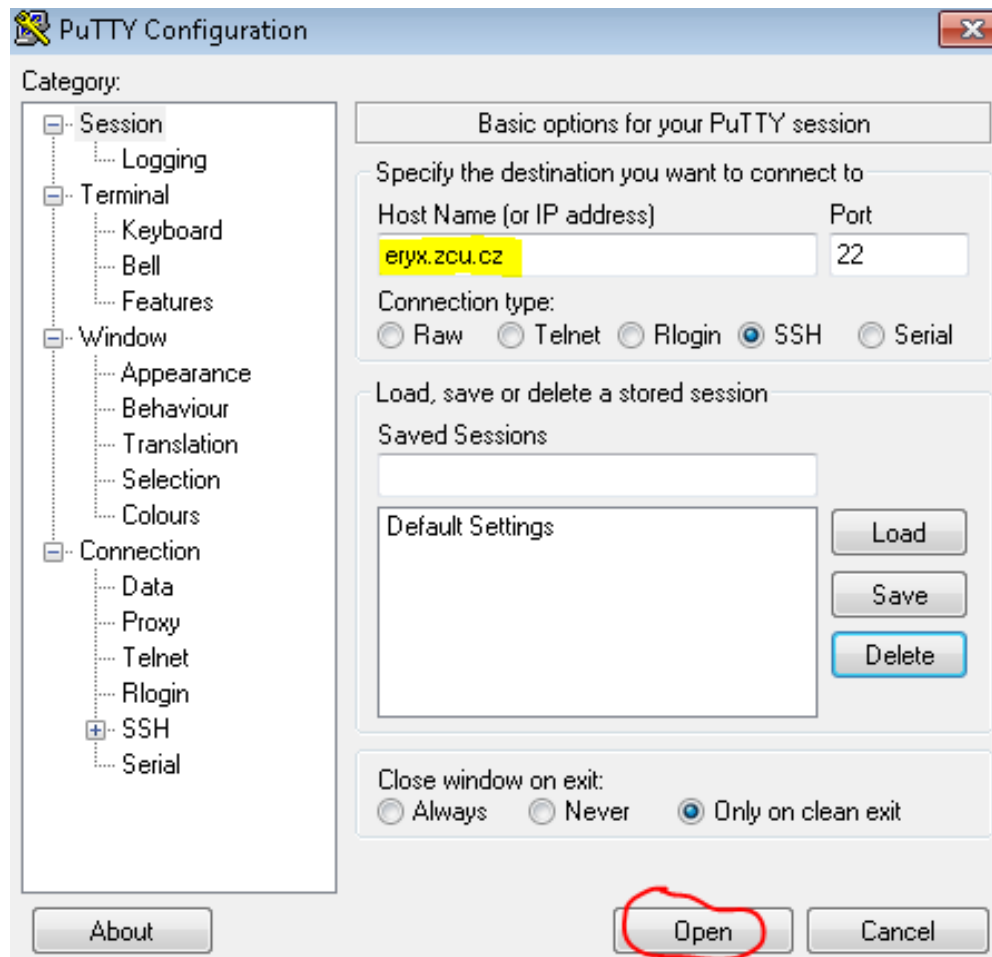 PuTTY Configuration
Category:
Session
Logging
Terminal
Keyboard
Bell
Features
Window
Appearance
Behaviour
Translation
Selection
Colours
Connection
Data
Proxy
Telnet
Rlogin
SSH
Serial
Basic options for your PuTTY session
Specify the destination you want to connect to
Host Name (or IP address) Port
eryx.zcu.cz 22
Connection type:
Raw Telnet Rlogin SSH Serial
Load, save or delete a stored session
Saved Sessions
Default Settings
Load
Save
Delete
Close window on exit:
Always Never Only on clean exit
About Open Cancel